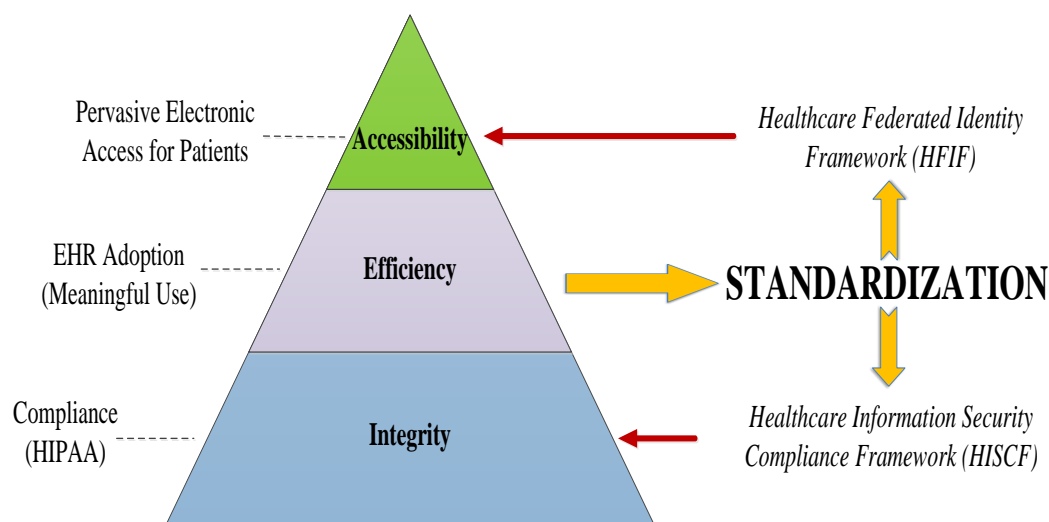 Pervasive Electronic
Access for Patients
Accessibility
Healthcare Federated Identity
Framework (HFIF)
EHR Adoption
(Meaningful Use)
Efficiency
STANDARDIZATION
Compliance
(HIPAA)
Integrity
Healthcare Information Security
Compliance Framework (HISCF)